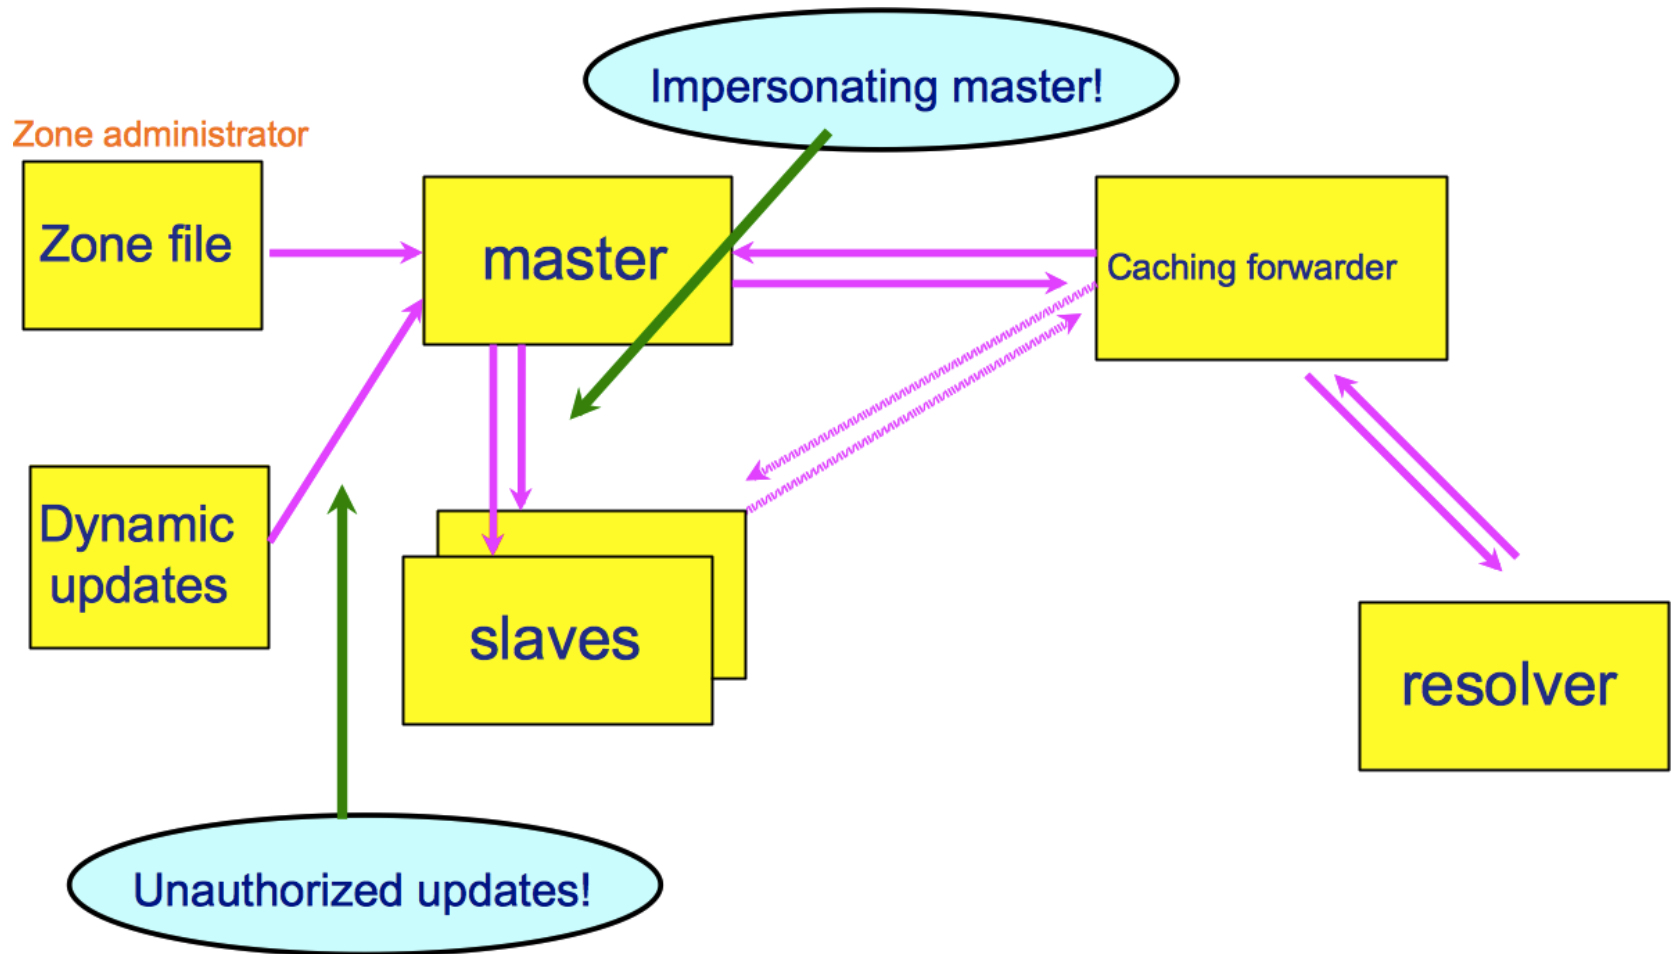 Impersonating master!
Zone administrator
Zone file
master
Caching forwarder
Dynamic
updates
slaves
resolver
Unauthorized updates!